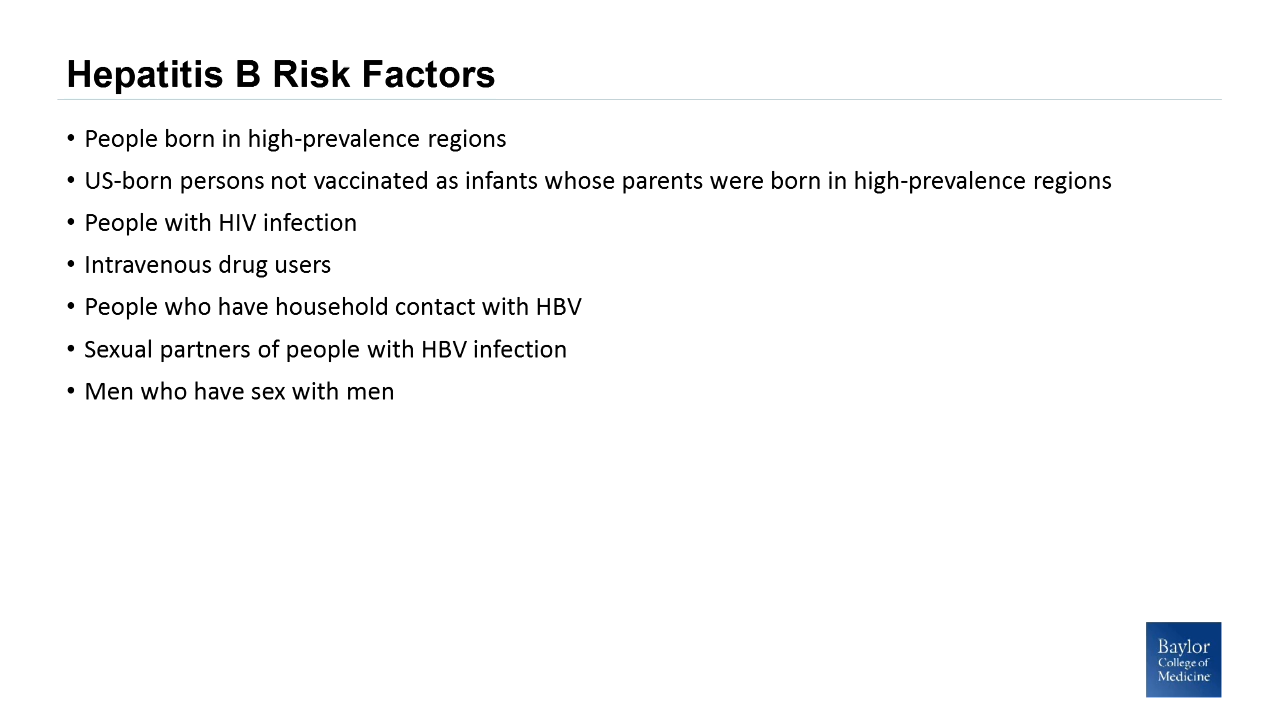 Hepatitis B Risk Factors
• People born in high-prevalence regions
• US-born persons not vaccinated as infants whose parents were born in high-prevalence regions
• People with HIV infection
• Intravenous drug users
• People who have household contact with HBV
• Sexual partners of people with HBV infection
• Men who have sex with men
Baylor
College of
Medicine